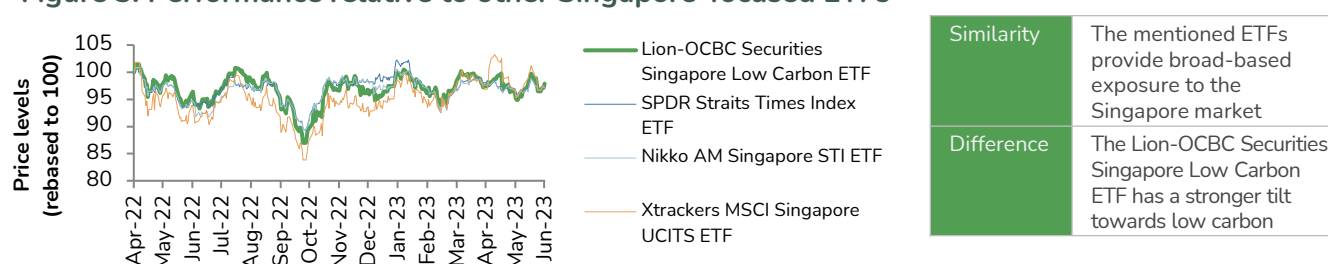 Figure 3: Performance relative to other Singapore-focused ETFs
105
100
95
90
85
80
Price levels
(rebased to 100)
Apr-22
May-22
Jun-22
Jul-22
Aug-22
Sep-22
Oct-22
Nov-22
Dec-22
Jan-23
Feb-23
Mar-23
Apr-23
May-23
Jun-23
Lion-OCBC Securities
Singapore Low Carbon ETF
SPDR Straits Times Index
ETF
Nikko AM Singapore STI ETF
Xtrackers MSCI Singapore
UCITS ETF
Similarity
The mentioned ETFs
provide broad-based
exposure to the
Singapore market
Difference
The Lion-OCBC Securities
Singapore Low Carbon
ETF has a stronger tilt
towards low carbon